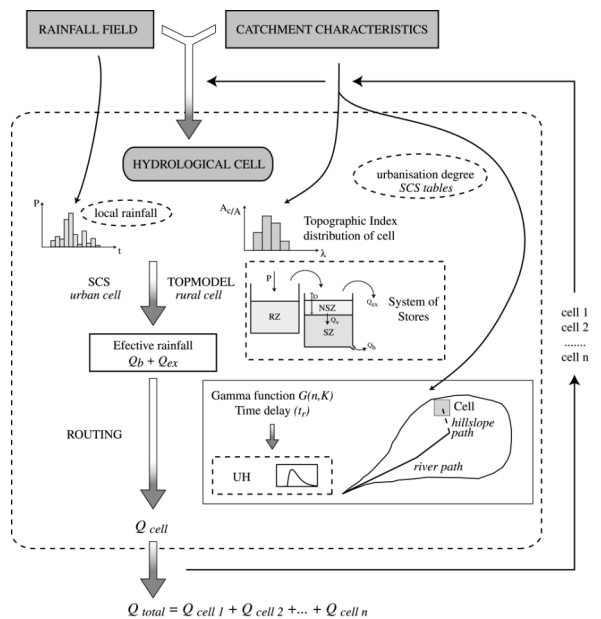 RAINFALL FIELD
CATCHMENT CHARACTERISTICS
HYDROLOGICAL CELL
urbanisation degree
SCS tables
P
local rainfall
t
Ac/A
λ
Topographic Index
distribution of cell
SCS
urban cell
TOPMODEL
rural cell
P
D
Qex
RZ
NSZ
Qv
SZ
Qb
System of
Stores
Efective rainfall
Qb + Qex
cell 1
cell 2
.......
cell n
Gamma function G(n,K)
Time delay (tr)
Cell
hillslope
path
river path
ROUTING
UH
Q cell
Q total = Q cell 1 + Q cell 2 +... + Q cell n